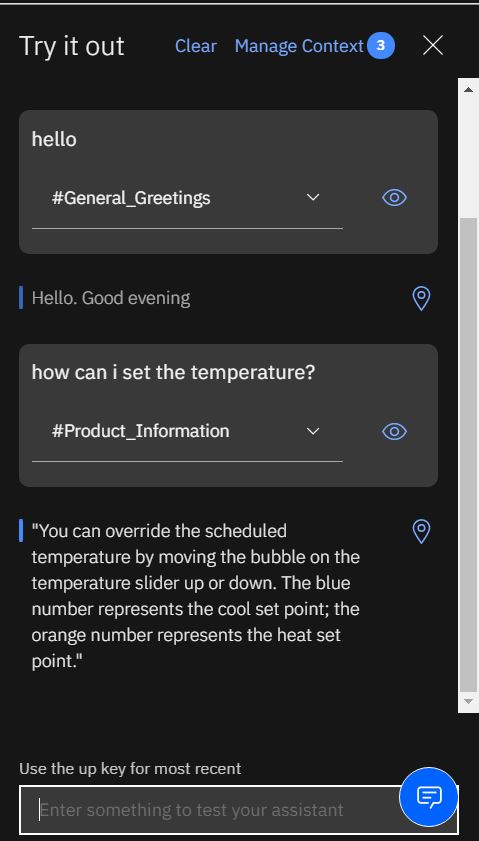 Try it out
Clear
Manage Context 3
hello
#General_Greetings
Hello. Good evening
how can i set the temperature?
#Product_Information
"You can override the scheduled
temperature by moving the bubble on the
temperature slider up or down. The blue
number represents the cool set point; the
orange number represents the heat set
point."
Use the up key for most recent
Enter something to test your assistant